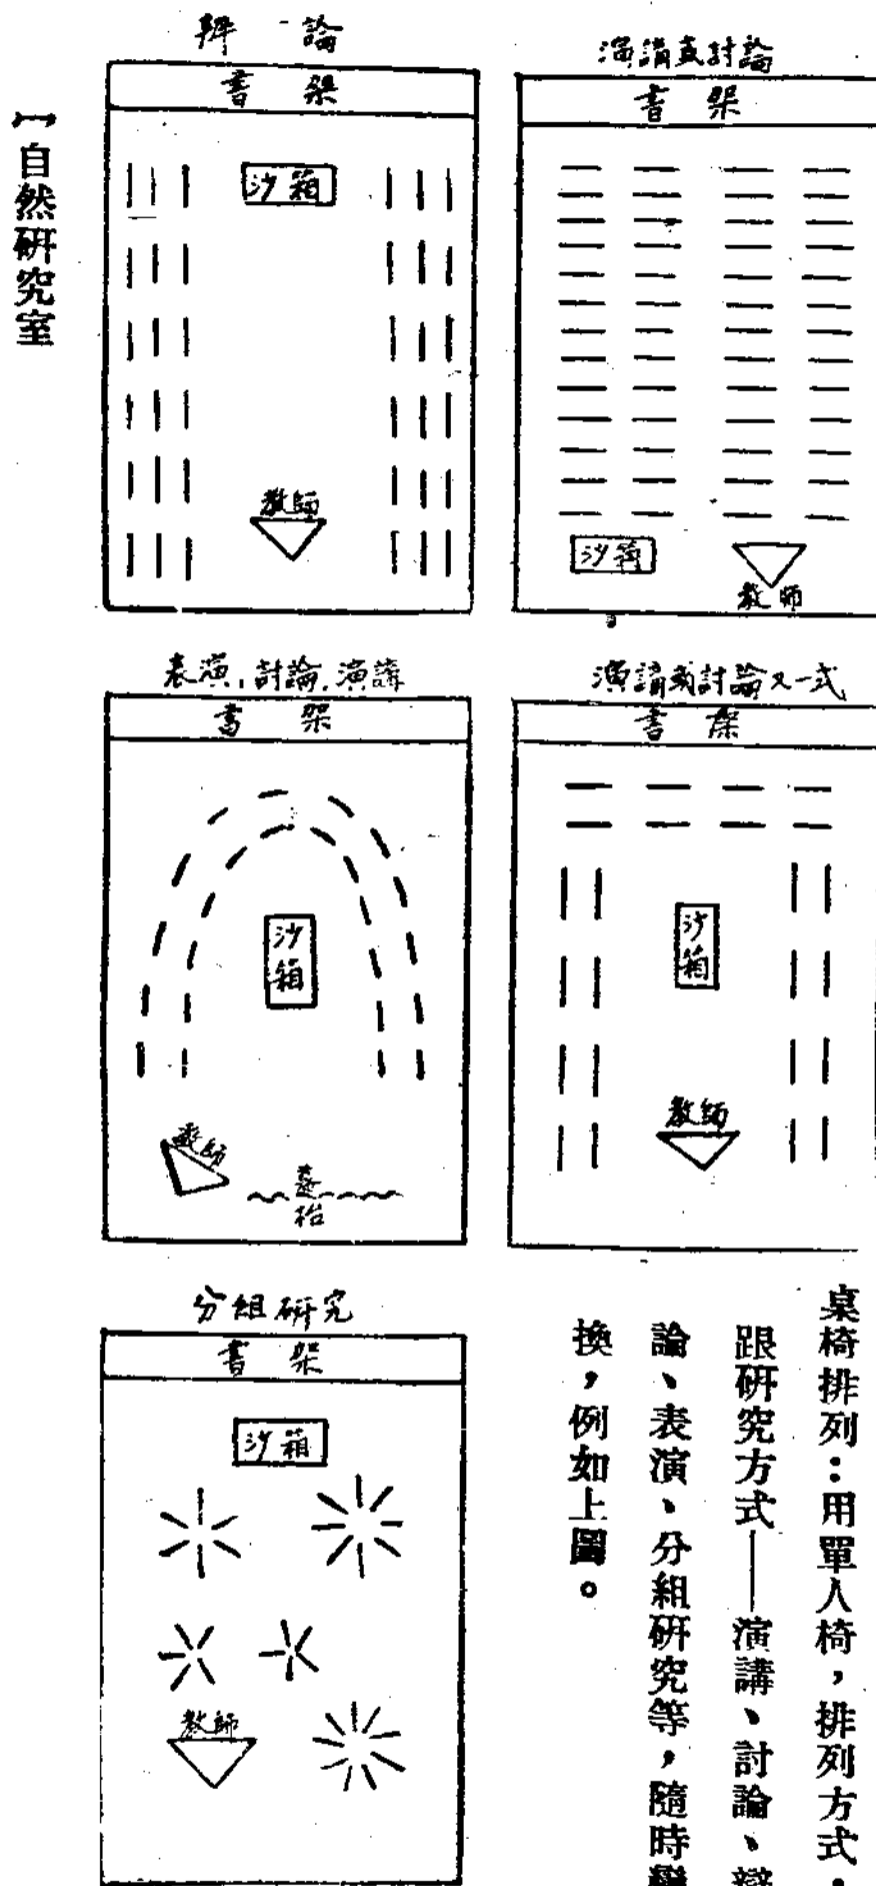 演講或討論
書架
沙箱
教師
辯論
書架
沙箱
教師
演講或討論又一式
書架
沙箱
教師
表演,討論,演講
書架
沙箱
教師
臺
分組研究
書架
沙箱
教師
桌椅排列:用單人椅,排列方式,
跟研究方式——演講、討論、辯
論、表演、分組研究等,隨時變
換,例如上圖。
自然研究室